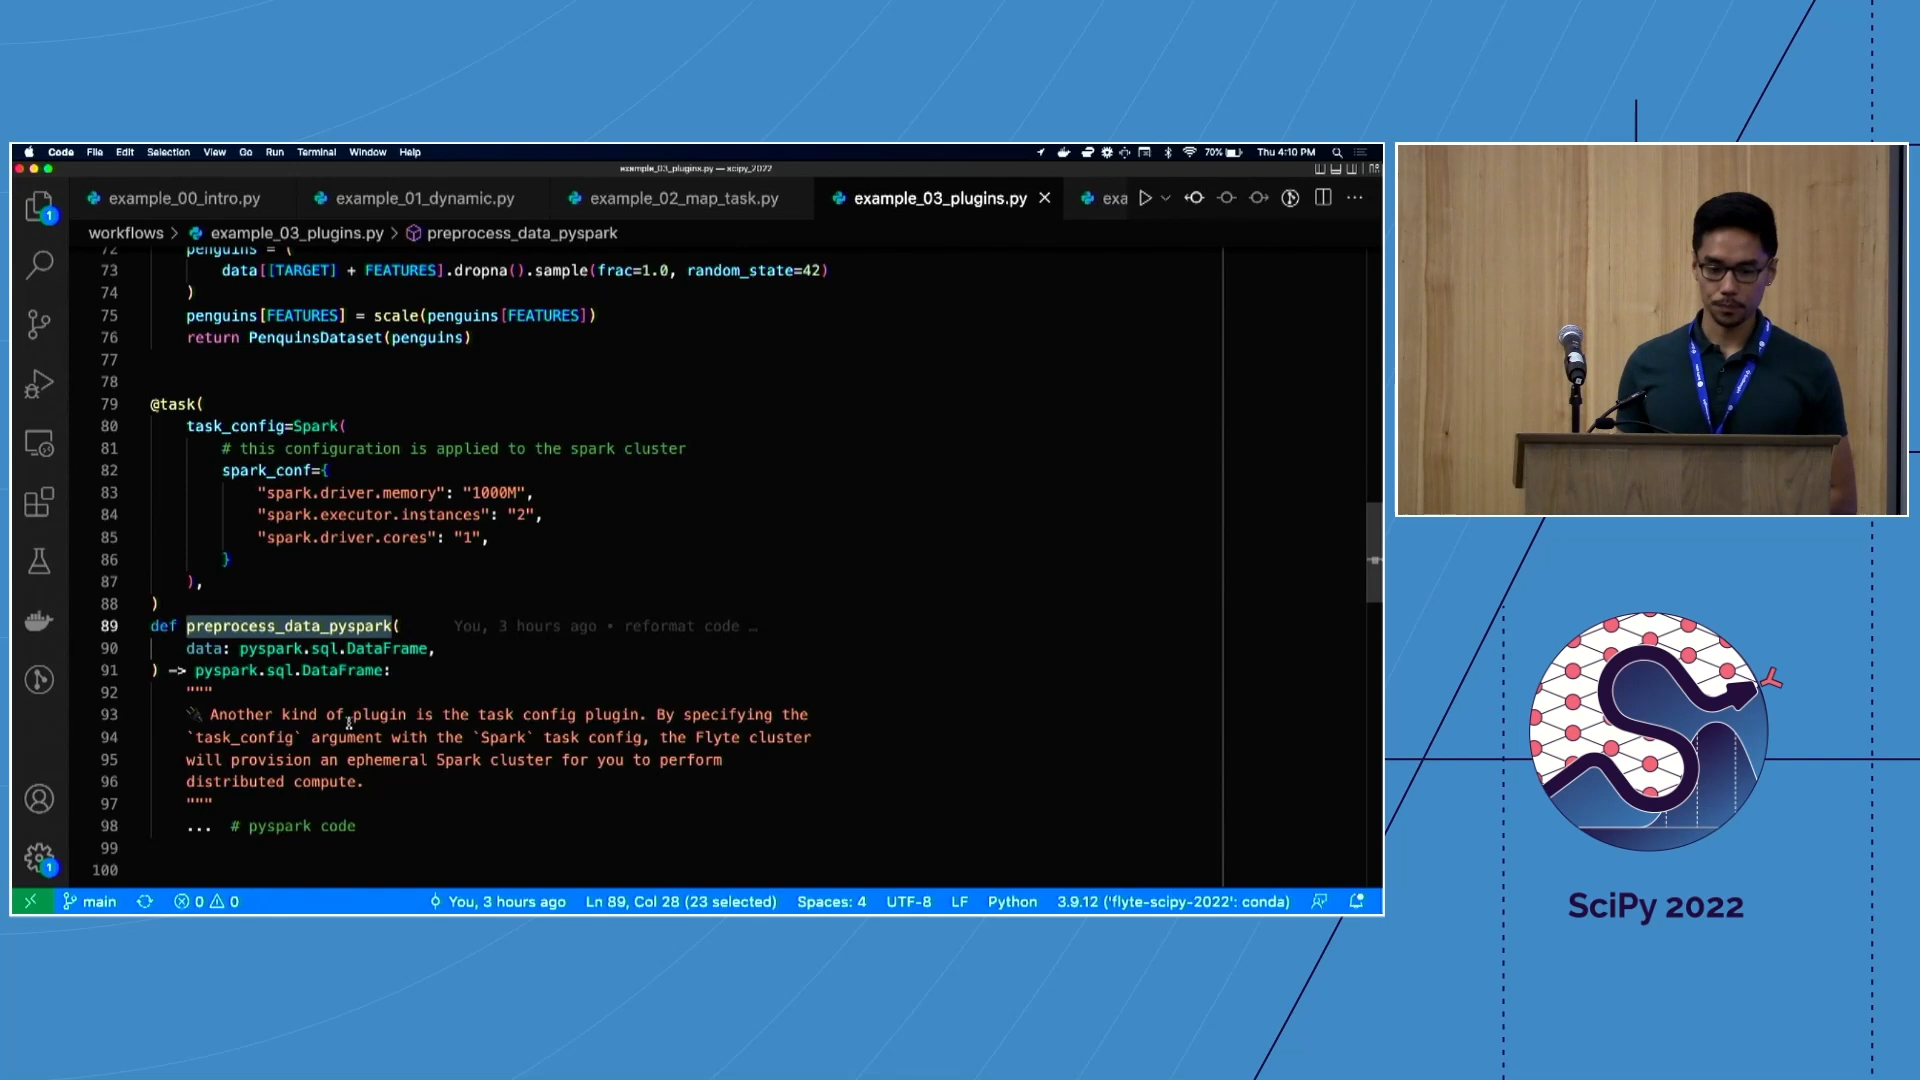 Code File Edit Selection View Go Run Terminal Window Help 70% Thu 4:10 PM
example_03_plugins.py — scipy_2022
example_00_intro.py example_01_dynamic.py example_02_map_task.py example_03_plugins.py exa
workflows > example_03_plugins.py > preprocess_data_pyspark
72 penguins = (
73 data[[TARGET] + FEATURES].dropna().sample(frac=1.0, random_state=42)
74 )
75 penguins[FEATURES] = scale(penguins[FEATURES])
76 return PenquinsDataset(penguins)
77
78
79 @task(
80 task_config=Spark(
81 # this configuration is applied to the spark cluster
82 spark_conf={
83 "spark.driver.memory": "1000M",
84 "spark.executor.instances": "2",
85 "spark.driver.cores": "1",
86 }
87 ),
88 )
89 def preprocess_data_pyspark( You, 3 hours ago • reformat code …
90 data: pyspark.sql.DataFrame,
91 ) -> pyspark.sql.DataFrame:
92 """
93 🔌 Another kind of plugin is the task config plugin. By specifying the
94 `task_config` argument with the `Spark` task config, the Flyte cluster
95 will provision an ephemeral Spark cluster for you to perform
96 distributed compute.
97 """
98 ... # pyspark code
99
100
main 0 0 You, 3 hours ago Ln 89, Col 28 (23 selected) Spaces: 4 UTF-8 LF Python 3.9.12 ('flyte-scipy-2022': conda)
1
1
SciPy 2022